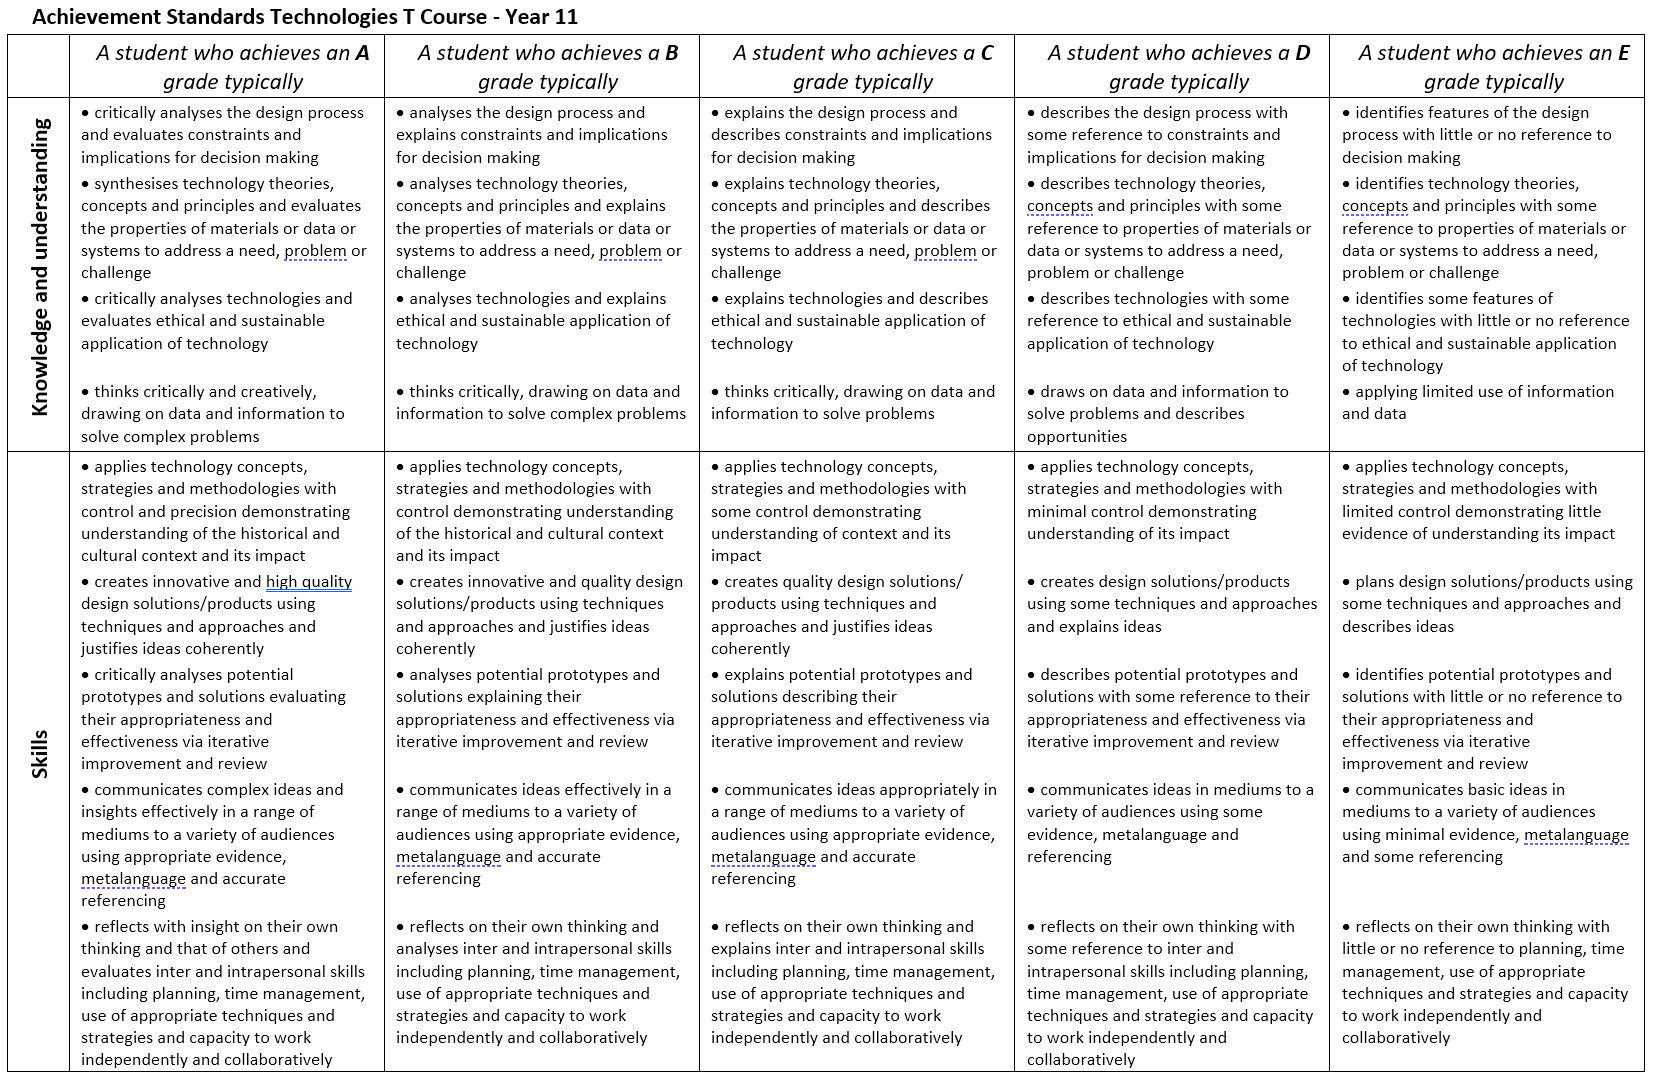 Achievement Standards Technologies T Course - Year 11
A student who achieves an A
grade typically
A student who achieves a B
grade typically
A student who achieves a C
grade typically
A student who achieves a D
grade typically
A student who achieves an E
grade typically
Knowledge and understanding
• critically analyses the design process
and evaluates constraints and
implications for decision making
• synthesises technology theories,
concepts and principles and evaluates
the properties of materials or data or
systems to address a need, problem or
challenge
• critically analyses technologies and
evaluates ethical and sustainable
application of technology
• thinks critically and creatively,
drawing on data and information to
solve complex problems
• analyses the design process and
explains constraints and implications
for decision making
• analyses technology theories,
concepts and principles and explains
the properties of materials or data or
systems to address a need, problem or
challenge
• analyses technologies and explains
ethical and sustainable application of
technology
• thinks critically, drawing on data and
information to solve complex problems
• explains the design process and
describes constraints and implications
for decision making
• explains technology theories,
concepts and principles and describes
the properties of materials or data or
systems to address a need, problem or
challenge
• explains technologies and describes
ethical and sustainable application of
technology
• thinks critically, drawing on data and
information to solve problems
• describes the design process with
some reference to constraints and
implications for decision making
• describes technology theories,
concepts and principles with some
reference to properties of materials or
data or systems to address a need,
problem or challenge
• describes technologies with some
reference to ethical and sustainable
application of technology
• draws on data and information to
solve problems and describes
opportunities
• identifies features of the design
process with little or no reference to
decision making
• identifies technology theories,
concepts and principles with some
reference to properties of materials or
data or systems to address a need,
problem or challenge
• identifies some features of
technologies with little or no reference
to ethical and sustainable application
of technology
• applying limited use of information
and data
Skills
• applies technology concepts,
strategies and methodologies with
control and precision demonstrating
understanding of the historical and
cultural context and its impact
• creates innovative and high quality
design solutions/products using
techniques and approaches and
justifies ideas coherently
• critically analyses potential
prototypes and solutions evaluating
their appropriateness and
effectiveness via iterative
improvement and review
• communicates complex ideas and
insights effectively in a range of
mediums to a variety of audiences
using appropriate evidence,
metalanguage and accurate
referencing
• reflects with insight on their own
thinking and that of others and
evaluates inter and intrapersonal skills
including planning, time management,
use of appropriate techniques and
strategies and capacity to work
independently and collaboratively
• applies technology concepts,
strategies and methodologies with
control demonstrating understanding
of the historical and cultural context
and its impact
• creates innovative and quality design
solutions/products using techniques
and approaches and justifies ideas
coherently
• analyses potential prototypes and
solutions explaining their
appropriateness and effectiveness via
iterative improvement and review
• communicates ideas effectively in a
range of mediums to a variety of
audiences using appropriate evidence,
metalanguage and accurate
referencing
• reflects on their own thinking and
analyses inter and intrapersonal skills
including planning, time management,
use of appropriate techniques and
strategies and capacity to work
independently and collaboratively
• applies technology concepts,
strategies and methodologies with
some control demonstrating
understanding of context and its
impact
• creates quality design solutions/
products using techniques and
approaches and justifies ideas
coherently
• explains potential prototypes and
solutions describing their
appropriateness and effectiveness via
iterative improvement and review
• communicates ideas appropriately in
a range of mediums to a variety of
audiences using appropriate evidence,
metalanguage and accurate
referencing
• reflects on their own thinking and
explains inter and intrapersonal skills
including planning, time management,
use of appropriate techniques and
strategies and capacity to work
independently and collaboratively
• applies technology concepts,
strategies and methodologies with
minimal control demonstrating
understanding of its impact
• creates design solutions/products
using some techniques and approaches
and explains ideas
• describes potential prototypes and
solutions with some reference to their
appropriateness and effectiveness via
iterative improvement and review
• communicates ideas in mediums to a
variety of audiences using some
evidence, metalanguage and
referencing
• reflects on their own thinking with
some reference to inter and
intrapersonal skills including planning,
time management, use of appropriate
techniques and strategies and capacity
to work independently and
collaboratively
• applies technology concepts,
strategies and methodologies with
limited control demonstrating little
evidence of understanding its impact
• plans design solutions/products using
some techniques and approaches and
describes ideas
• identifies potential prototypes and
solutions with little or no reference to
their appropriateness and
effectiveness via iterative
improvement and review
• communicates basic ideas in
mediums to a variety of audiences
using minimal evidence, metalanguage
and some referencing
• reflects on their own thinking with
little or no reference to planning, time
management, use of appropriate
techniques and strategies and capacity
to work independently and
collaboratively